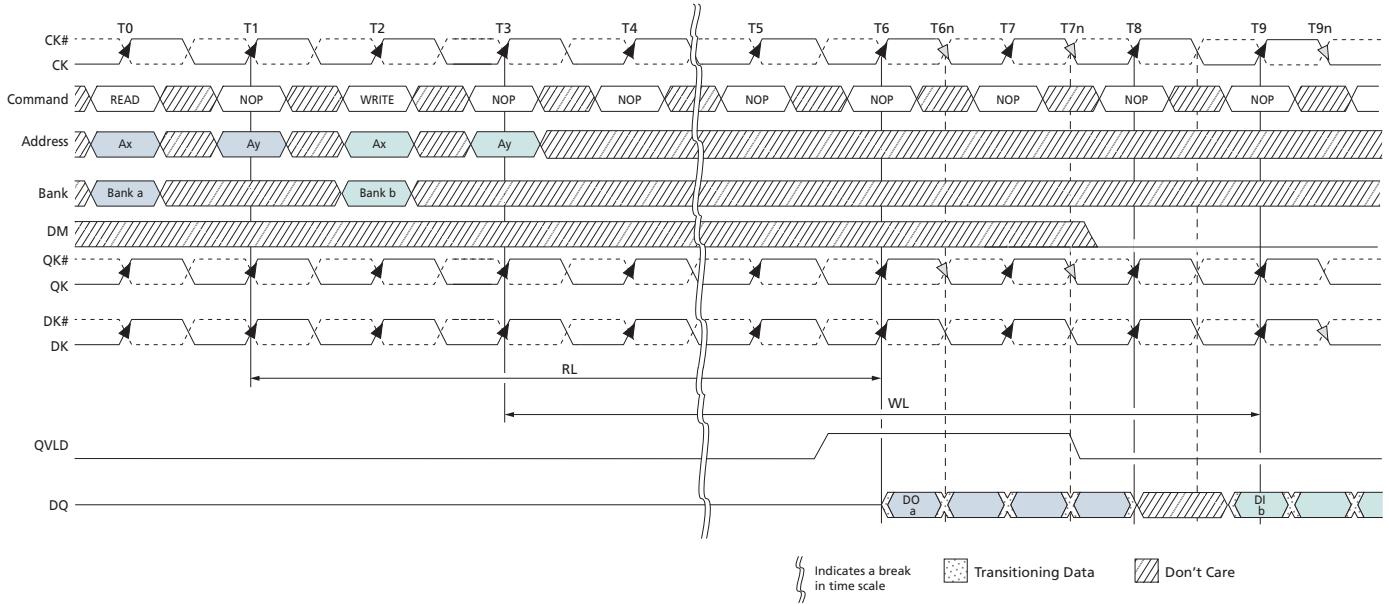 T0 T1 T2 T3 T4 T5 T6 T6n T7 T7n T8 T9 T9n
CK#
CK
Command READ NOP WRITE NOP NOP NOP NOP NOP NOP NOP
Address Ax Ay Ax Ay
Bank Bank a Bank b
DM
QK#
QK
DK#
DK
RL
WL
QVLD
DQ DO a DI b
Indicates a break
in time scale
Transitioning Data
Don't Care